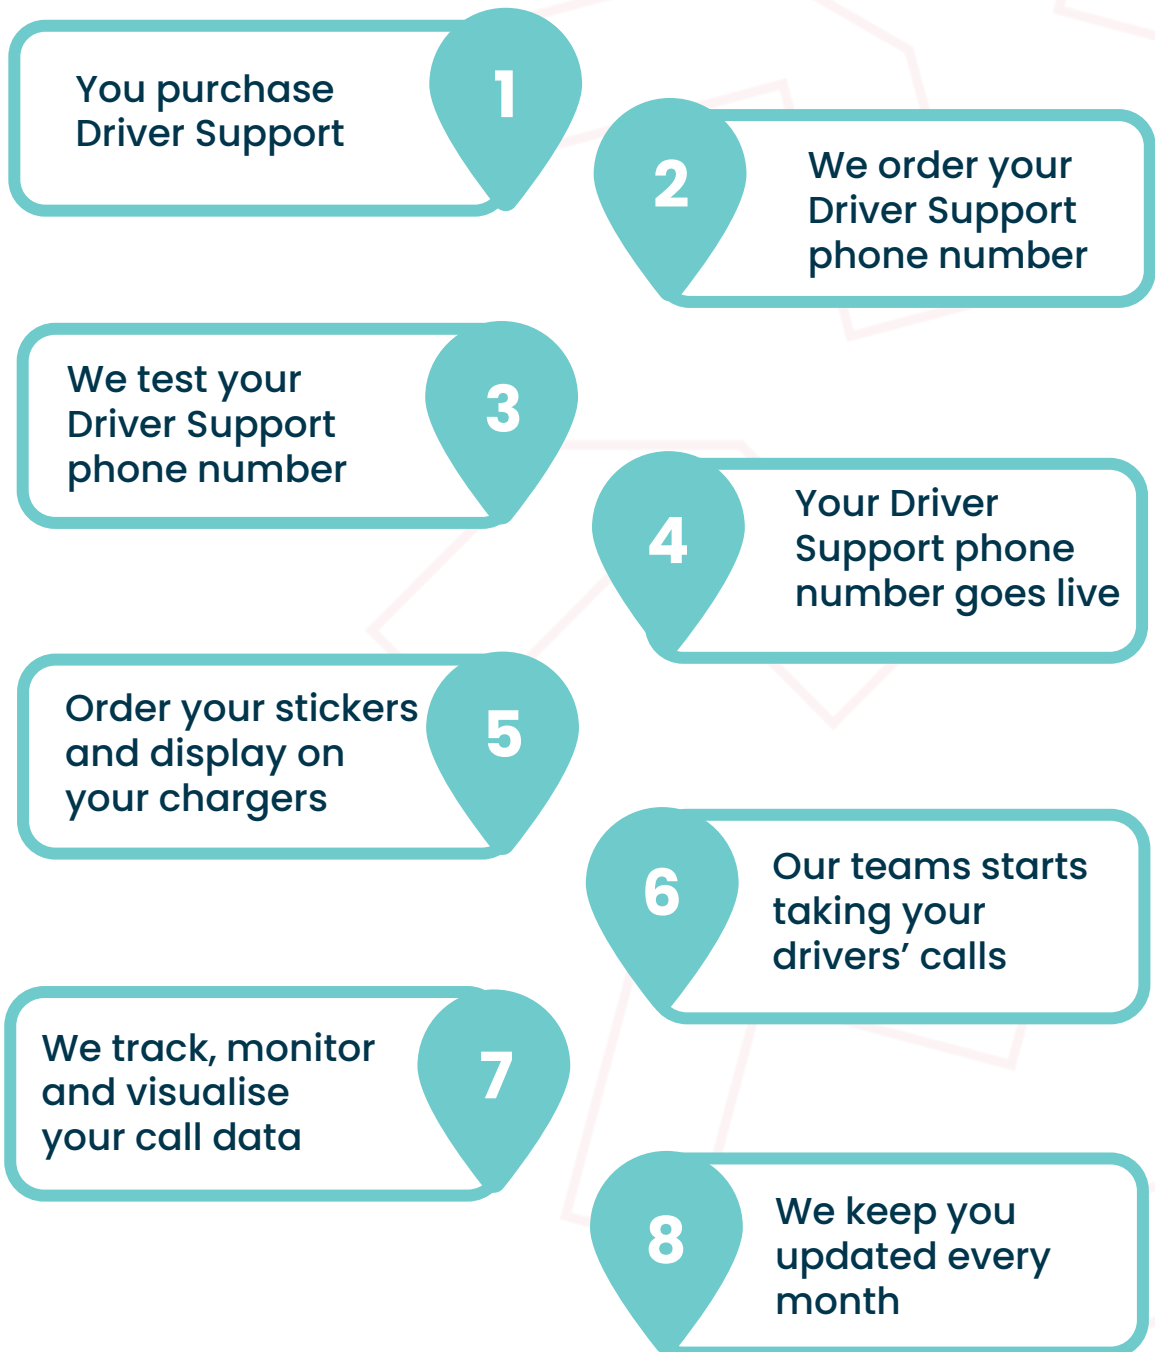 1
You purchase
Driver Support
2
We order your
Driver Support
phone number
3
We test your
Driver Support
phone number
4
Your Driver
Support phone
number goes live
5
Order your stickers
and display on
your chargers
6
Our teams starts
taking your
drivers’ calls
7
We track, monitor
and visualise
your call data
8
We keep you
updated every
month